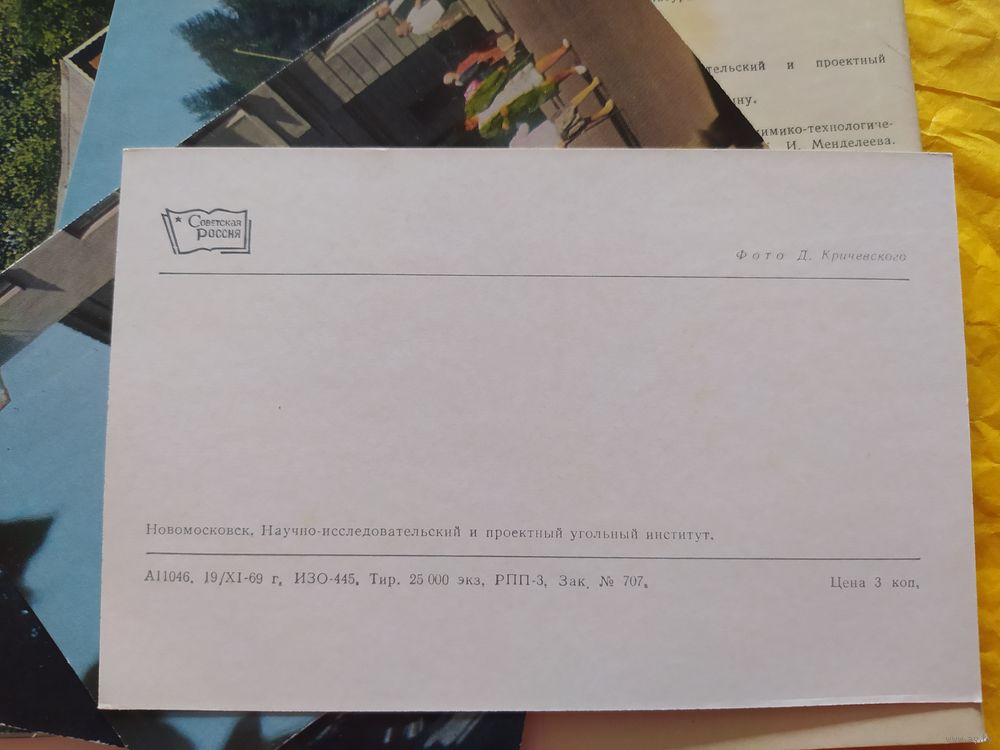 тельский и проектный
ну.
химико-технологиче-
И. Менделеева.
Советская
Россия
Фото Д. Кричевского
Новомосковск. Научно-исследовательский и проектный угольный институт.
А11046. 19/XI-69 г. ИЗО-445. Тир. 25 000 экз. РПП-3. Зак. № 707.
Цена 3 коп.